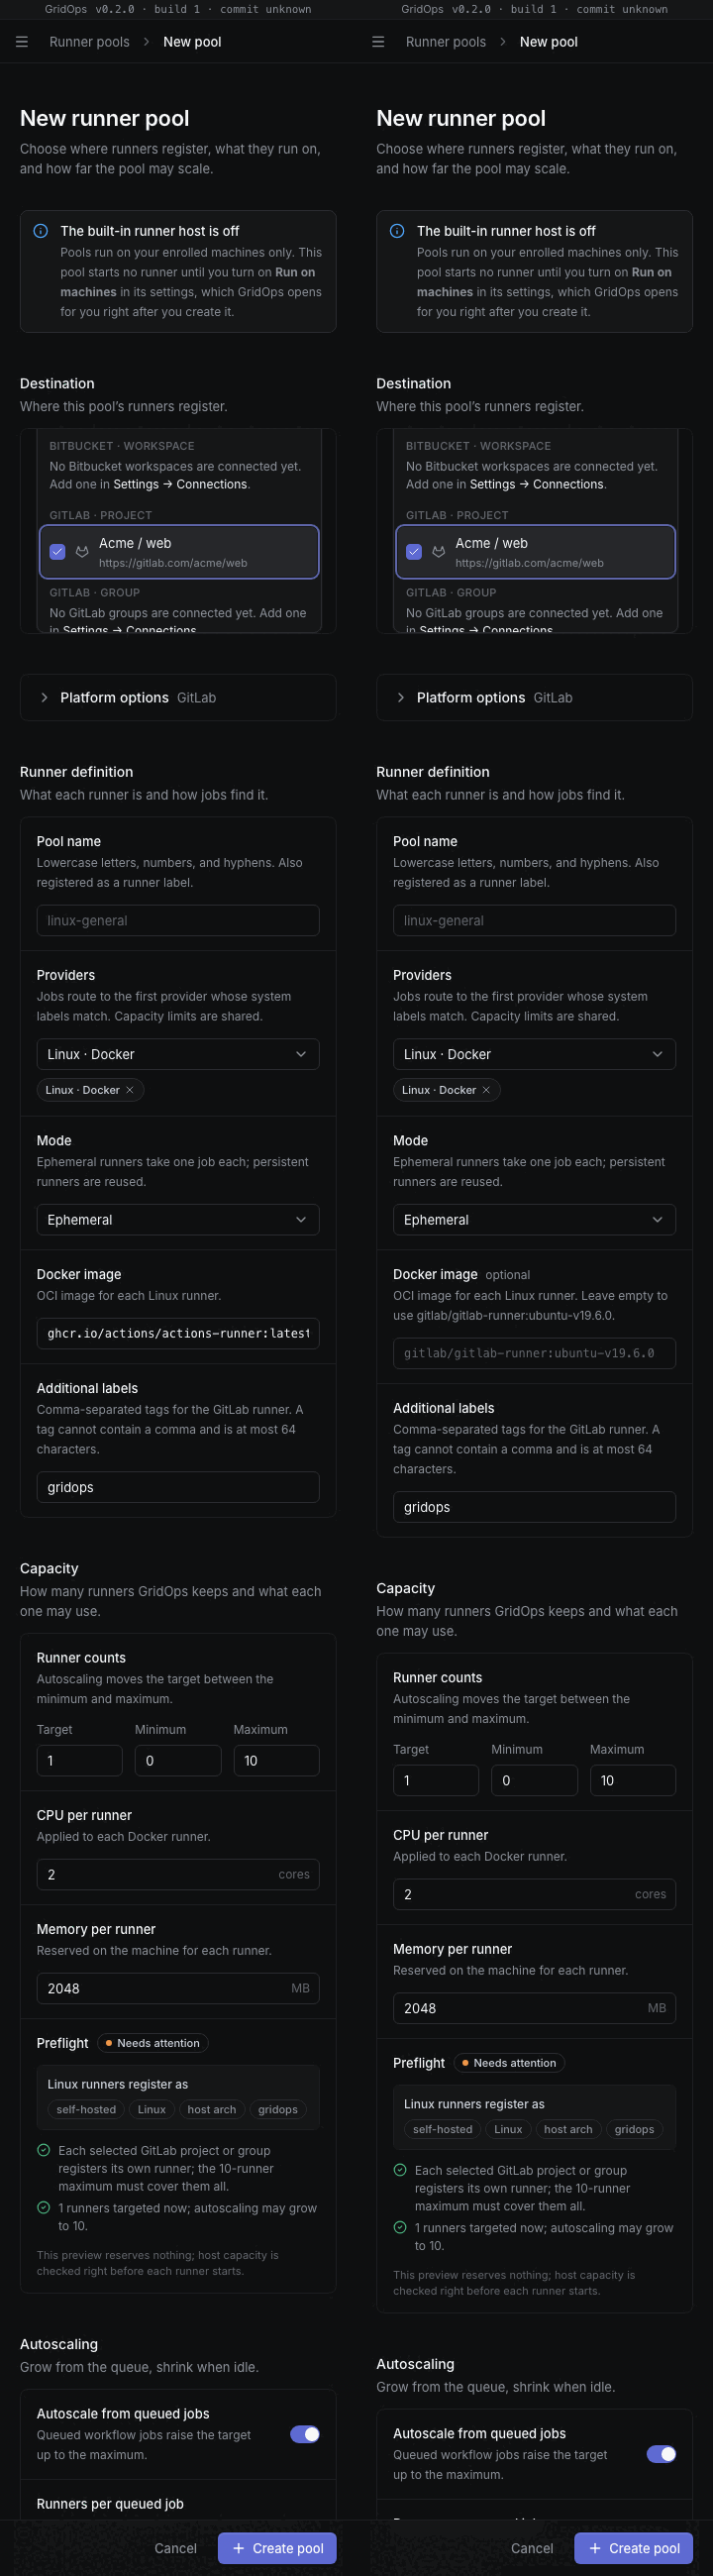 GridOps v0.2.0 · build 1 · commit unknown
Runner pools > New pool
New runner pool
Choose where runners register, what they run on,
and how far the pool may scale.
The built-in runner host is off
Pools run on your enrolled machines only. This
pool starts no runner until you turn on Run on
machines in its settings, which GridOps opens
for you right after you create it.
Destination
Where this pool's runners register.
BITBUCKET · WORKSPACE
No Bitbucket workspaces are connected yet.
Add one in Settings → Connections.
GITLAB · PROJECT
Acme / web
https://gitlab.com/acme/web
GITLAB · GROUP
No GitLab groups are connected yet. Add one
in Settings → Connections
Platform options GitLab
Runner definition
What each runner is and how jobs find it.
Pool name
Lowercase letters, numbers, and hyphens. Also
registered as a runner label.
linux-general
Providers
Jobs route to the first provider whose system
labels match. Capacity limits are shared.
Linux · Docker
Linux · Docker ×
Mode
Ephemeral runners take one job each; persistent
runners are reused.
Ephemeral
Docker image
OCI image for each Linux runner.
ghcr.io/actions/actions-runner:latest
Additional labels
Comma-separated tags for the GitLab runner. A
tag cannot contain a comma and is at most 64
characters.
gridops
Capacity
How many runners GridOps keeps and what each
one may use.
Runner counts
Autoscaling moves the target between the
minimum and maximum.
Target Minimum Maximum
1 0 10
CPU per runner
Applied to each Docker runner.
2 cores
Memory per runner
Reserved on the machine for each runner.
2048 MB
Preflight Needs attention
Linux runners register as
self-hosted Linux host arch gridops
Each selected GitLab project or group
registers its own runner; the 10-runner
maximum must cover them all.
1 runners targeted now; autoscaling may grow
to 10.
This preview reserves nothing; host capacity is
checked right before each runner starts.
Autoscaling
Grow from the queue, shrink when idle.
Autoscale from queued jobs
Queued workflow jobs raise the target
up to the maximum.
Runners per queued job
Cancel + Create pool
GridOps v0.2.0 · build 1 · commit unknown
Runner pools > New pool
New runner pool
Choose where runners register, what they run on,
and how far the pool may scale.
The built-in runner host is off
Pools run on your enrolled machines only. This
pool starts no runner until you turn on Run on
machines in its settings, which GridOps opens
for you right after you create it.
Destination
Where this pool's runners register.
BITBUCKET · WORKSPACE
No Bitbucket workspaces are connected yet.
Add one in Settings → Connections.
GITLAB · PROJECT
Acme / web
https://gitlab.com/acme/web
GITLAB · GROUP
No GitLab groups are connected yet. Add one
in Settings → Connections
Platform options GitLab
Runner definition
What each runner is and how jobs find it.
Pool name
Lowercase letters, numbers, and hyphens. Also
registered as a runner label.
linux-general
Providers
Jobs route to the first provider whose system
labels match. Capacity limits are shared.
Linux · Docker
Linux · Docker ×
Mode
Ephemeral runners take one job each; persistent
runners are reused.
Ephemeral
Docker image optional
OCI image for each Linux runner. Leave empty to
use gitlab/gitlab-runner:ubuntu-v19.6.0.
gitlab/gitlab-runner:ubuntu-v19.6.0
Additional labels
Comma-separated tags for the GitLab runner. A
tag cannot contain a comma and is at most 64
characters.
gridops
Capacity
How many runners GridOps keeps and what each
one may use.
Runner counts
Autoscaling moves the target between the
minimum and maximum.
Target Minimum Maximum
1 0 10
CPU per runner
Applied to each Docker runner.
2 cores
Memory per runner
Reserved on the machine for each runner.
2048 MB
Preflight Needs attention
Linux runners register as
self-hosted Linux host arch gridops
Each selected GitLab project or group
registers its own runner; the 10-runner
maximum must cover them all.
1 runners targeted now; autoscaling may grow
to 10.
This preview reserves nothing; host capacity is
checked right before each runner starts.
Autoscaling
Grow from the queue, shrink when idle.
Autoscale from queued jobs
Queued workflow jobs raise the target
up to the maximum.
Cancel + Create pool